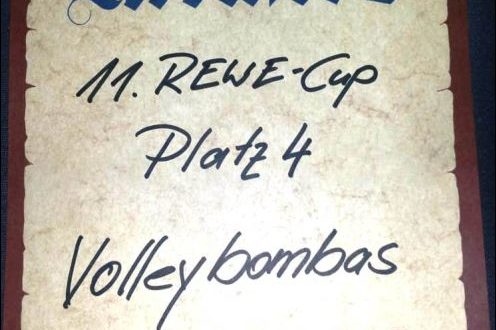 11. REWE-Cup
Platz 4
Volleybombas